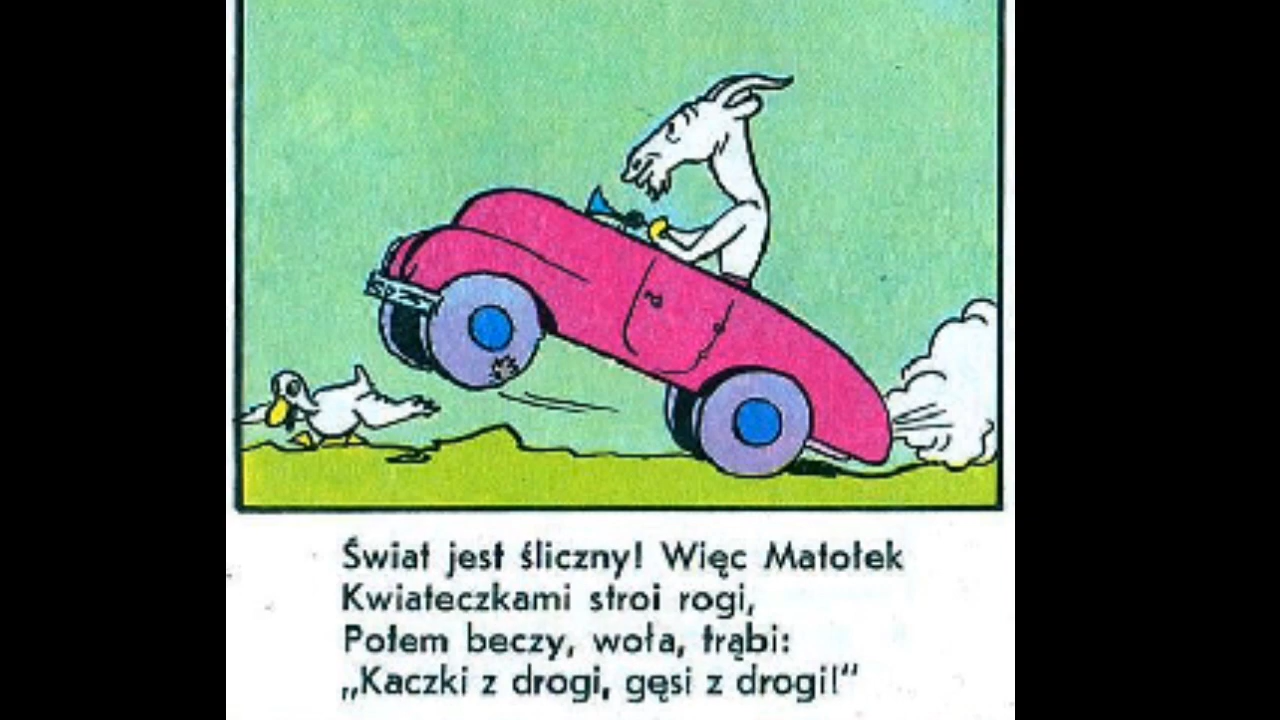 Świat jest śliczny! Więc Matołek
Kwiateczkami stroi rogi,
Potem beczy, woła, trąbi:
„Kaczki z drogi, gęsi z drogi!“